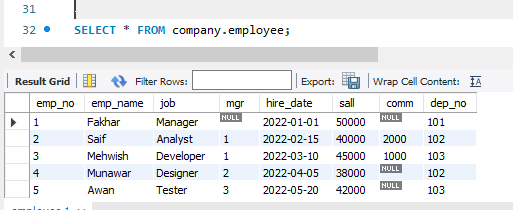 31
32 SELECT * FROM company.employee;
Result Grid Filter Rows: Export: Wrap Cell Content: IA
emp_no emp_name job mgr hire_date sall comm dep_no
1 Fakhar Manager NULL 2022-01-01 50000 NULL 101
2 Saif Analyst 1 2022-02-15 40000 2000 102
3 Mehwish Developer 1 2022-03-10 45000 1000 103
4 Munawar Designer 2 2022-04-05 38000 NULL 102
5 Awan Tester 3 2022-05-20 42000 NULL 103